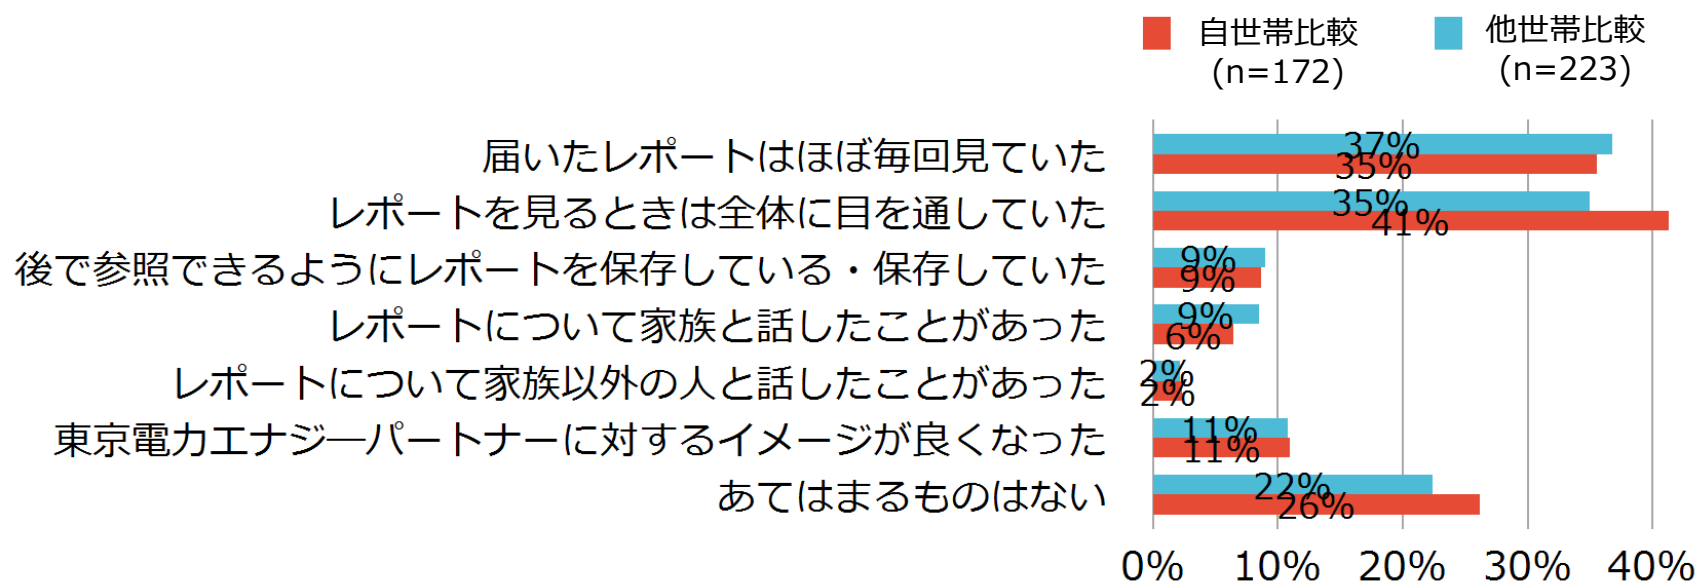 自世帯比較
(n=172)
他世帯比較
(n=223)
届いたレポートはほぼ毎回見ていた
37%
35%
レポートを見るときは全体に目を通していた
35%
41%
後で参照できるようにレポートを保存している・保存していた
9%
9%
レポートについて家族と話したことがあった
9%
6%
レポートについて家族以外の人と話したことがあった
2%
2%
東京電力エナジ―パートナーに対するイメージが良くなった
11%
11%
あてはまるものはない
22%
26%
0% 10% 20% 30% 40%